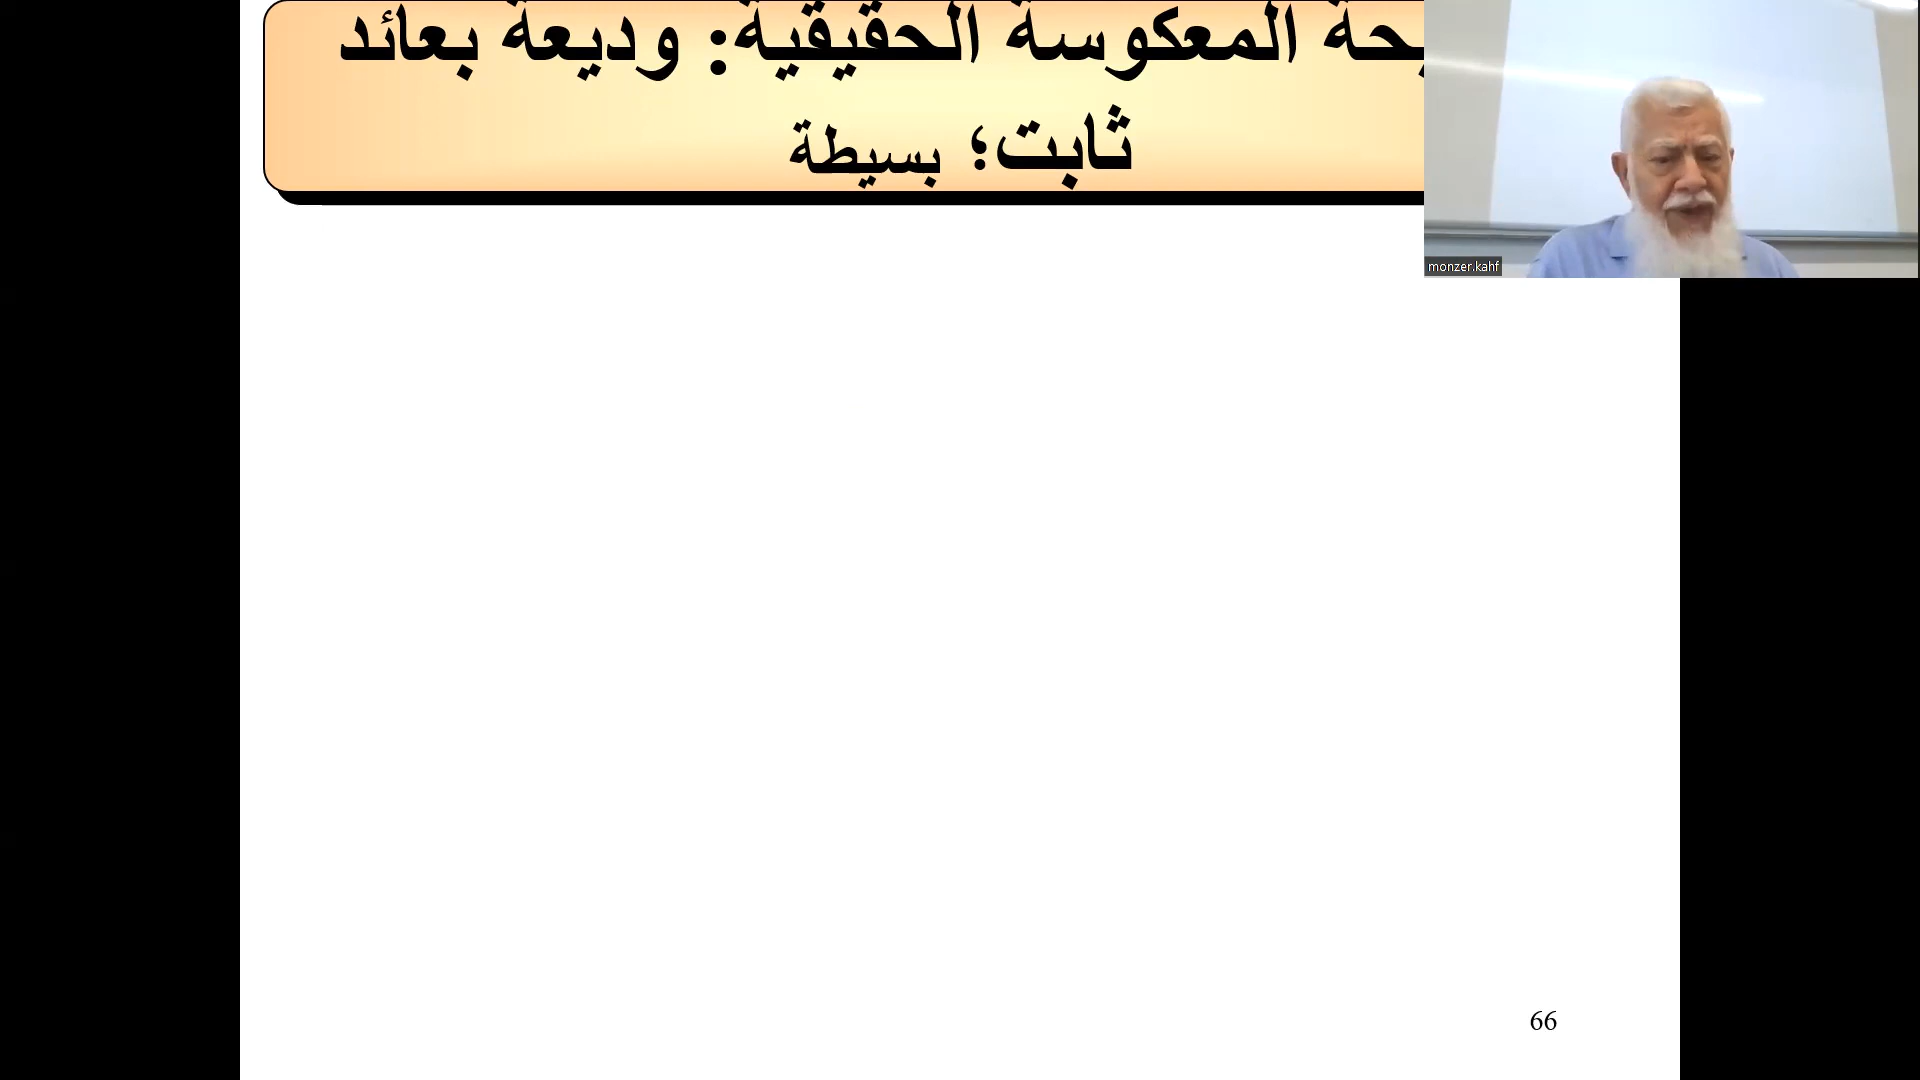 المعكوسة الحقيقية: وديعة بعائد
ثابت؛ بسيطة
monzer.kahf
66